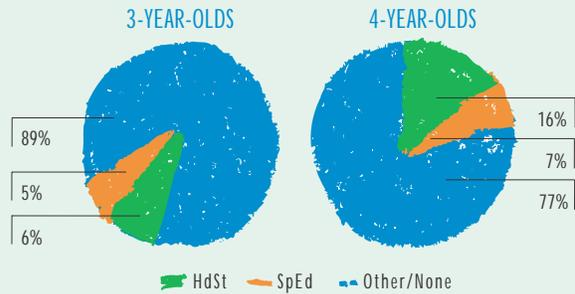 3-YEAR-OLDS
4-YEAR-OLDS
89%
5%
6%
16%
7%
77%
HdSt SpEd Other/None